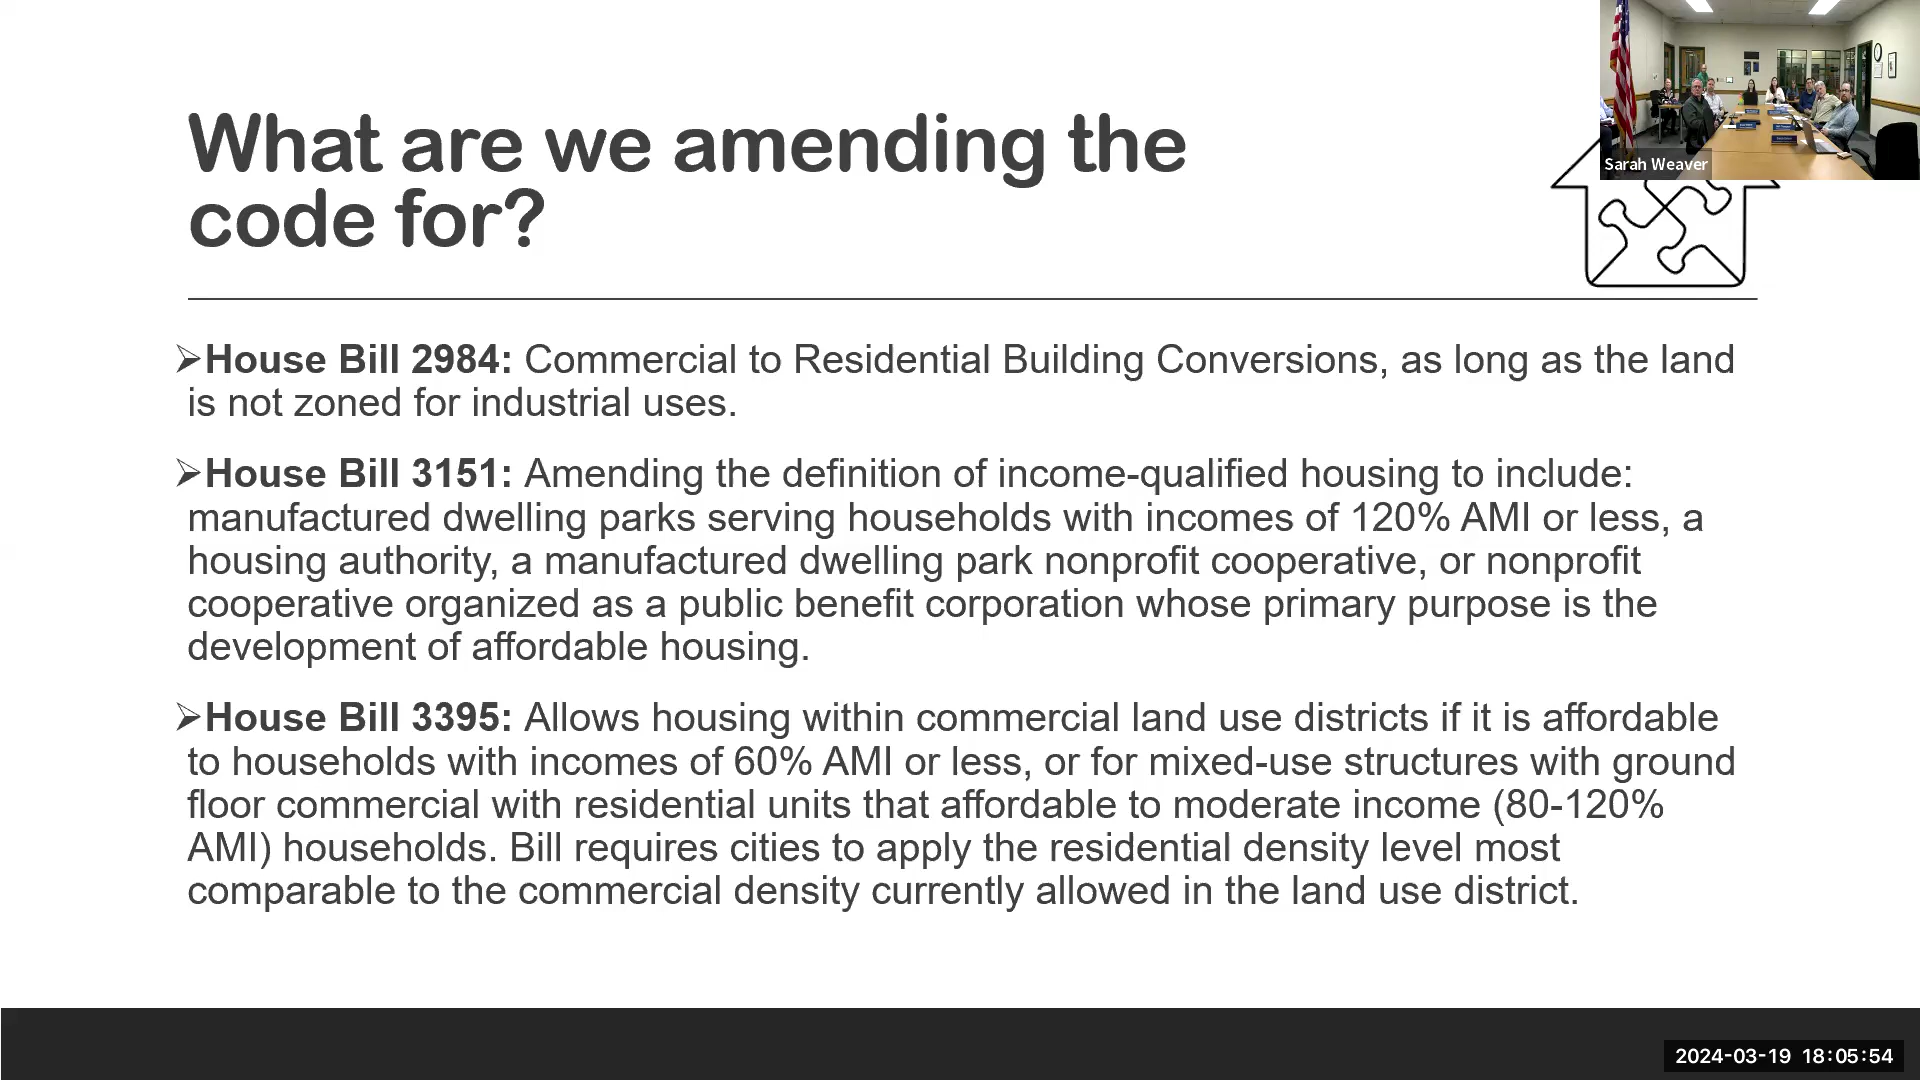 Sarah Weaver
What are we amending the
code for?
➢House Bill 2984: Commercial to Residential Building Conversions, as long as the land
is not zoned for industrial uses.
➢House Bill 3151: Amending the definition of income-qualified housing to include:
manufactured dwelling parks serving households with incomes of 120% AMI or less, a
housing authority, a manufactured dwelling park nonprofit cooperative, or nonprofit
cooperative organized as a public benefit corporation whose primary purpose is the
development of affordable housing.
➢House Bill 3395: Allows housing within commercial land use districts if it is affordable
to households with incomes of 60% AMI or less, or for mixed-use structures with ground
floor commercial with residential units that affordable to moderate income (80-120%
AMI) households. Bill requires cities to apply the residential density level most
comparable to the commercial density currently allowed in the land use district.
2024-03-19 18:05:54